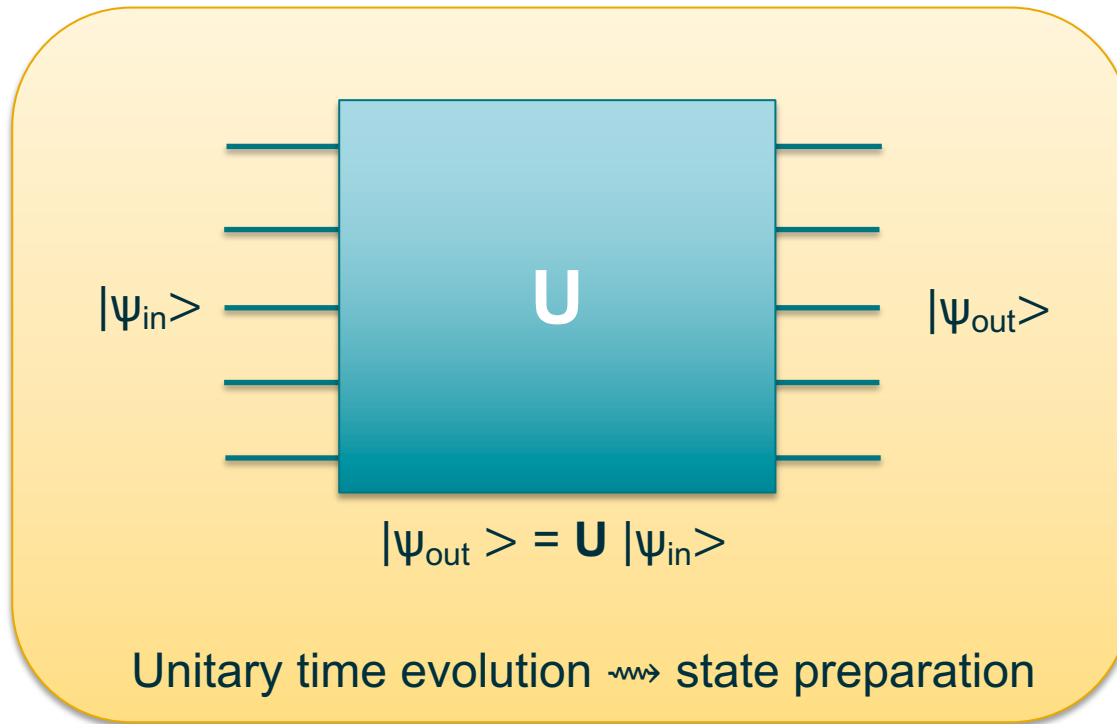 U
|ψin>
|ψout>
|ψout > = U |ψin>
Unitary time evolution ⇝ state preparation